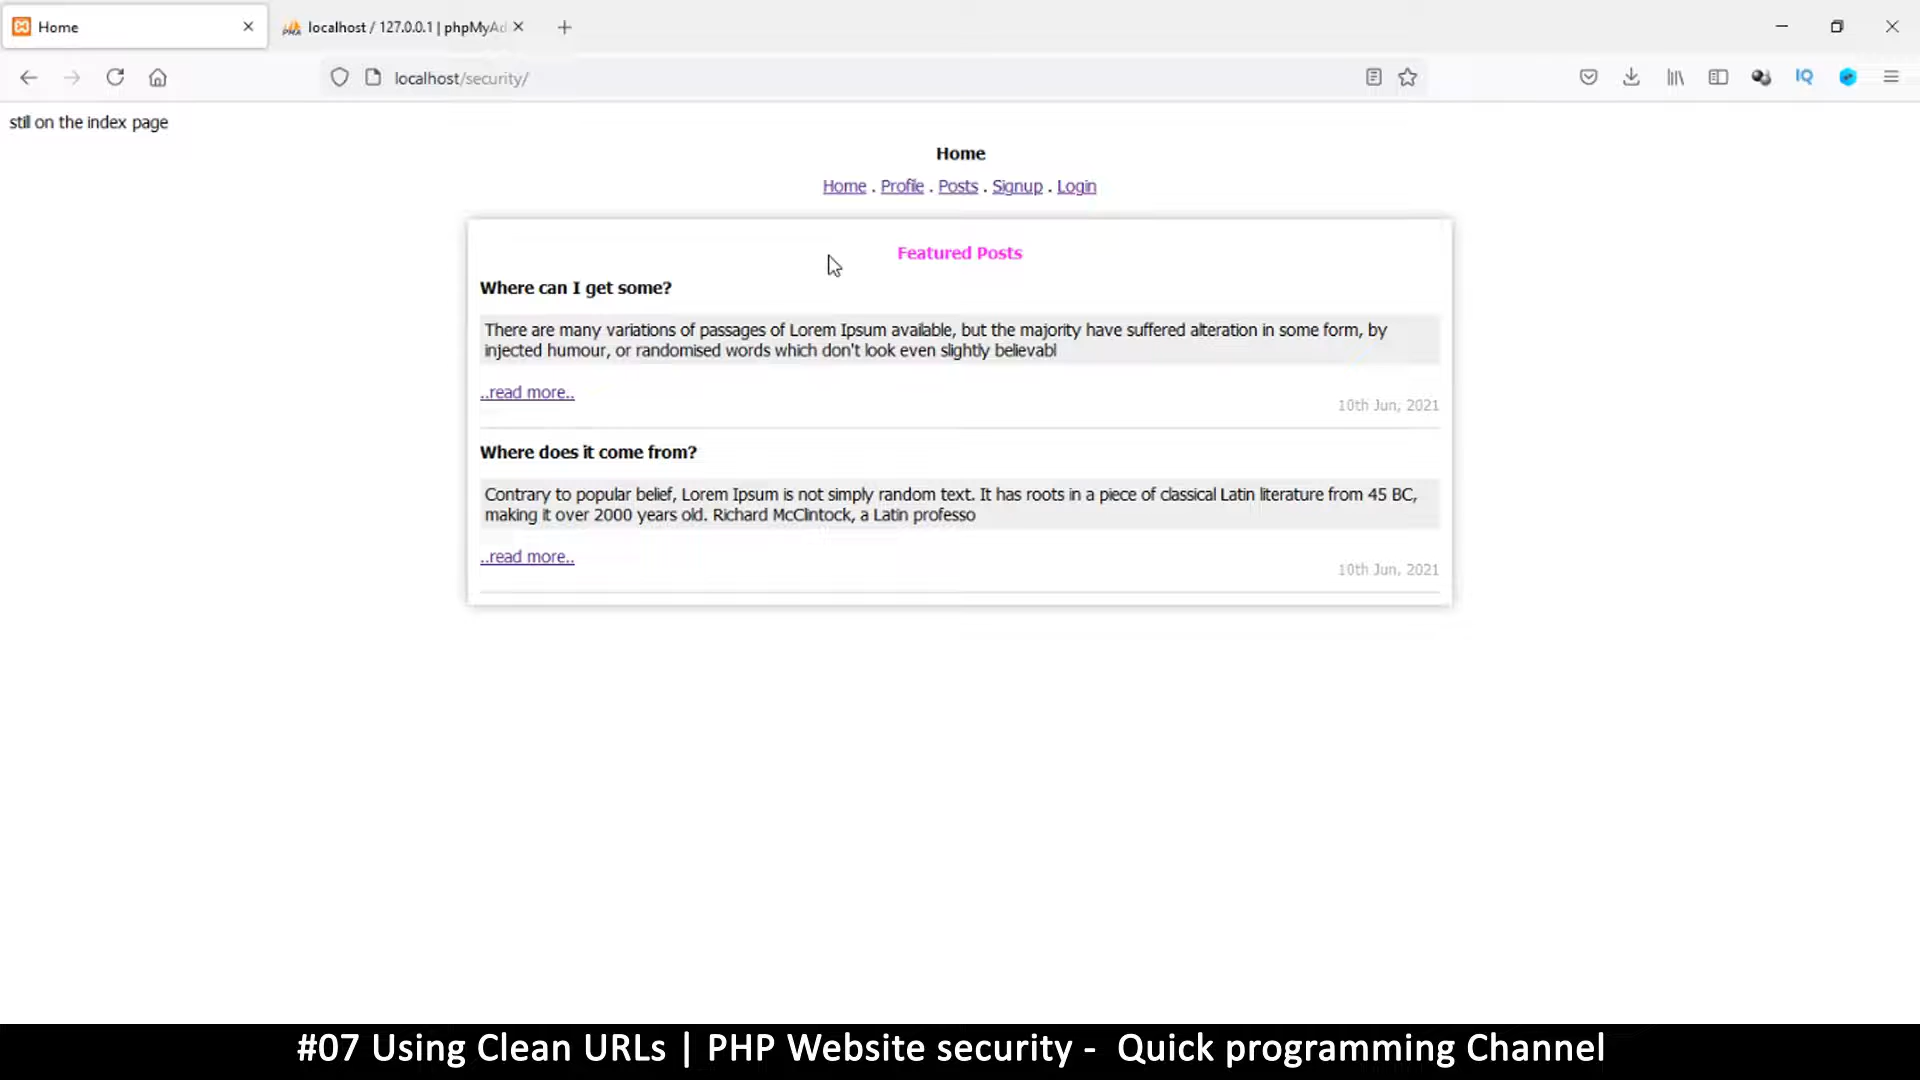 Home
localhost / 127.0.0.1 | phpMyAd
localhost/security/
IQ
still on the index page
Home
Home . Profile . Posts . Signup . Login
Featured Posts
Where can I get some?
There are many variations of passages of Lorem Ipsum available, but the majority have suffered alteration in some form, by
injected humour, or randomised words which don't look even slightly believabl
..read more..
10th Jun, 2021
Where does it come from?
Contrary to popular belief, Lorem Ipsum is not simply random text. It has roots in a piece of classical Latin literature from 45 BC,
making it over 2000 years old. Richard McClintock, a Latin professo
..read more..
10th Jun, 2021
#07 Using Clean URLs | PHP Website security - Quick programming Channel